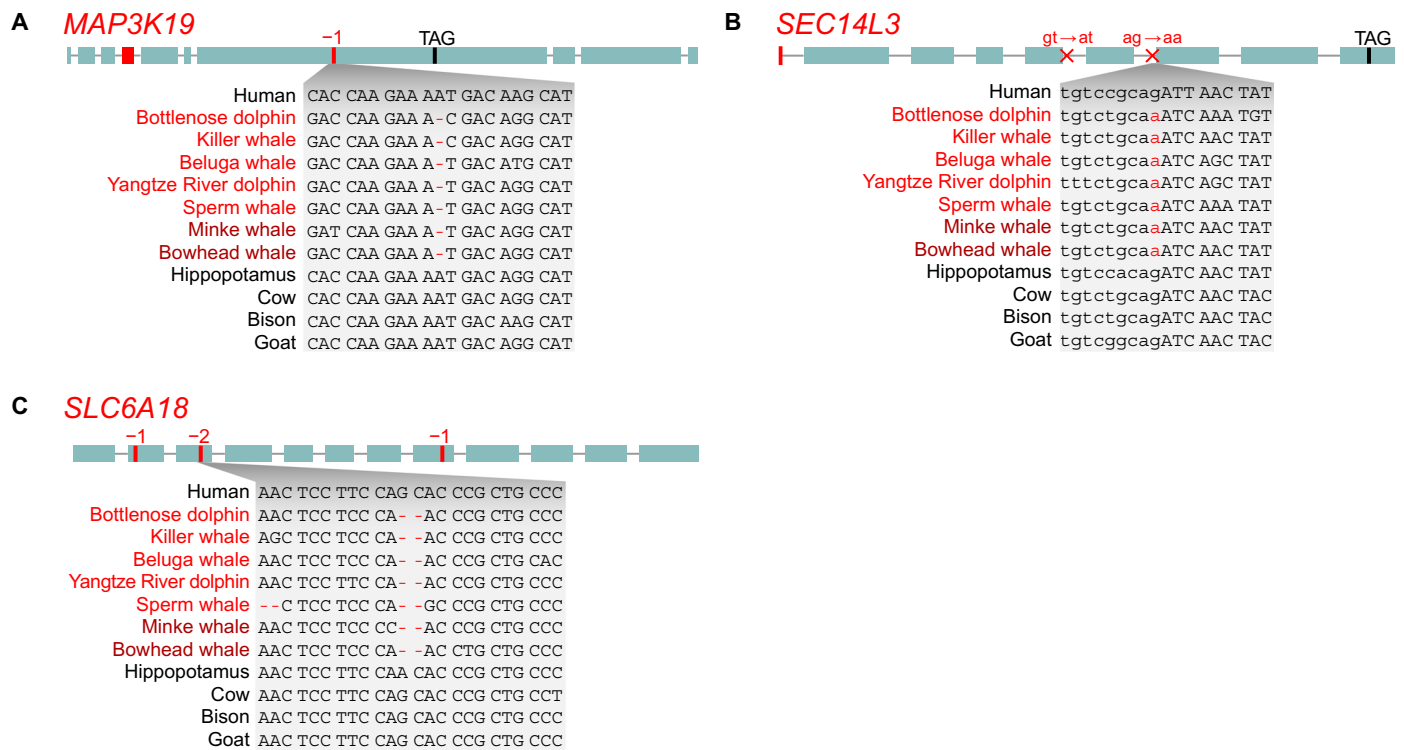 A MAP3K19
−1 TAG
Human CAC CAA GAA AAT GAC AAG CAT
Bottlenose dolphin GAC CAA GAA A-C GAC AGG CAT
Killer whale GAC CAA GAA A-C GAC AGG CAT
Beluga whale GAC CAA GAA A-T GAC ATG CAT
Yangtze River dolphin GAC CAA GAA A-T GAC AGG CAT
Sperm whale GAC CAA GAA A-T GAC AGG CAT
Minke whale GAT CAA GAA A-T GAC AGG CAT
Bowhead whale GAC CAA GAA A-T GAC AGG CAT
Hippopotamus CAC CAA GAA AAT GAC AGG CAT
Cow CAC CAA GAA AAT GAC AGG CAT
Bison CAC CAA GAA AAT GAC AAG CAT
Goat CAC CAA GAA AAT GAC AGG CAT
B SEC14L3
gt→at ag→aa TAG
Human tgtccgcagATT AAC TAT
Bottlenose dolphin tgtctgcaaATC AAA TGT
Killer whale tgtctgcaaATC AAC TAT
Beluga whale tgtctgcaaATC AGC TAT
Yangtze River dolphin tttctgcaaATC AGC TAT
Sperm whale tgtctgcaaATC AAA TAT
Minke whale tgtctgcaaATC AAC TAT
Bowhead whale tgtctgcaaATC AAC TAT
Hippopotamus tgtccacagATC AAC TAT
Cow tgtctgcagATC AAC TAC
Bison tgtctgcagATC AAC TAC
Goat tgtcggcagATC AAC TAC
C SLC6A18
−1 −2 −1
Human AAC TCC TTC CAG CAC CCG CTG CCC
Bottlenose dolphin AAC TCC TCC CA- -AC CCG CTG CCC
Killer whale AGC TCC TCC CA- -AC CCG CTG CCC
Beluga whale AAC TCC TCC CA- -AC CCG CTG CAC
Yangtze River dolphin AAC TCC TTC CA- -AC CCG CTG CCC
Sperm whale --C TCC TCC CA- -GC CCG CTG CCC
Minke whale AAC TCC TCC CC- -AC CCG CTG CCC
Bowhead whale AAC TCC TCC CA- -AC CTG CTG CCC
Hippopotamus AAC TCC TTC CAA CAC CCG CTG CCC
Cow AAC TCC TTC CAG CAC CCG CTG CCT
Bison AAC TCC TTC CAG CAC CCG CTG CCC
Goat AAC TCC TTC CAG CAC CCG CTG CCC